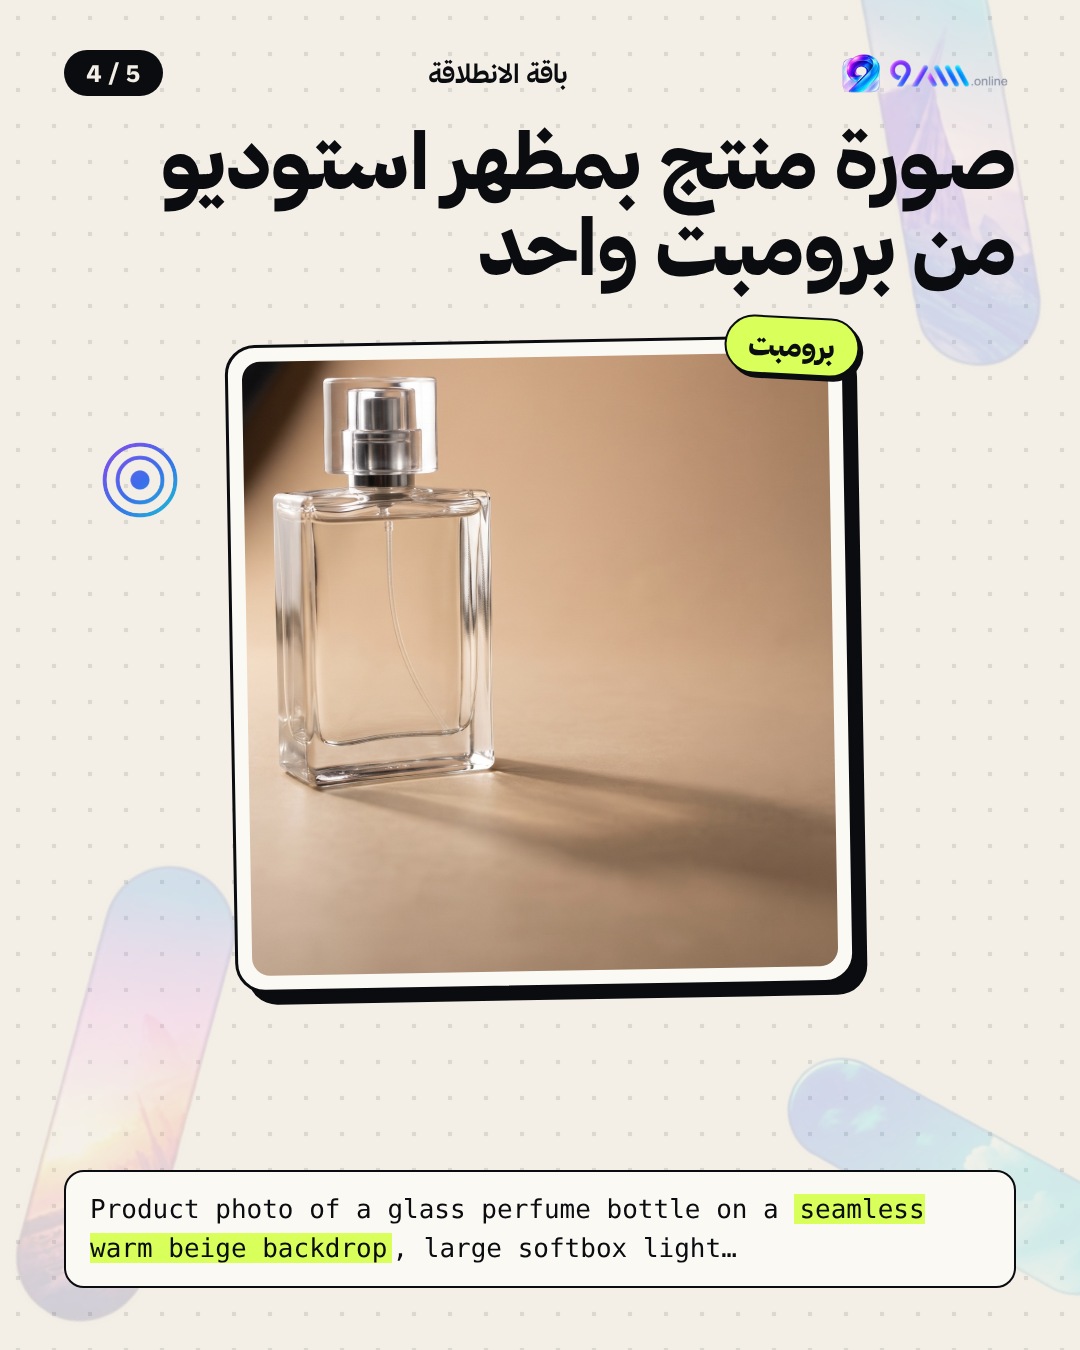 4 / 5
باقة الانطلاقة
.online
صورة منتج بمظهر استوديو
من برومبت واحد
برومبت
Product photo of a glass perfume bottle on a seamless
warm beige backdrop, large softbox light…